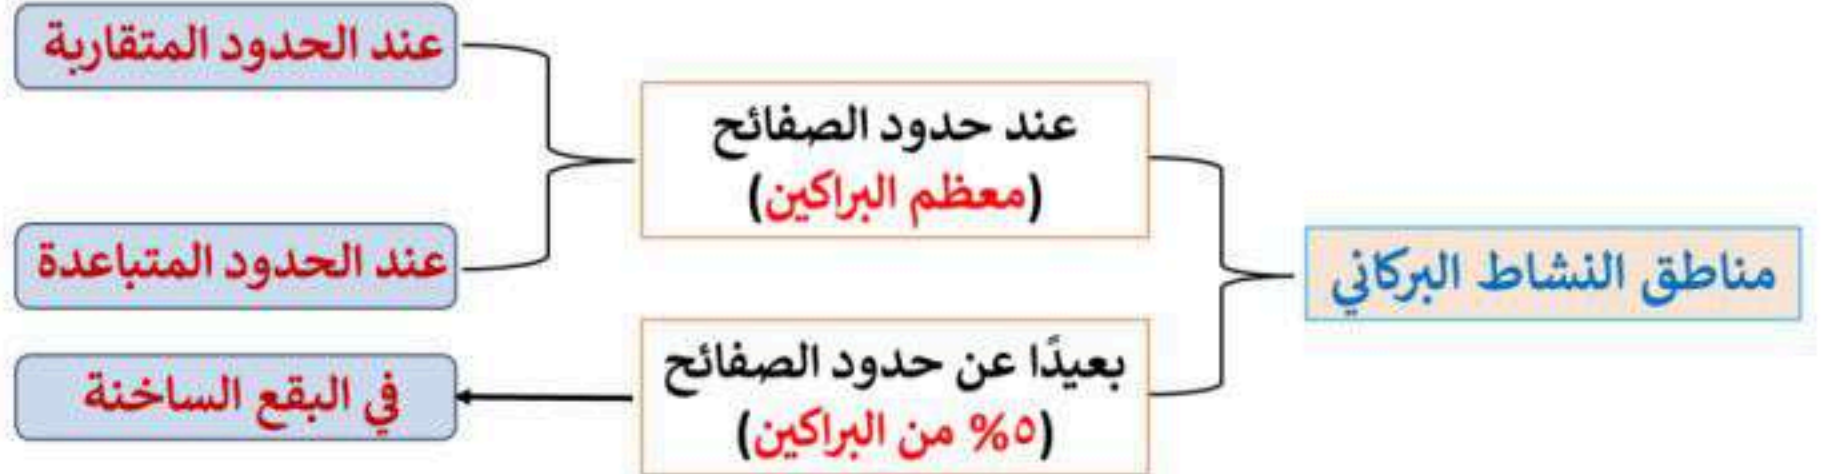 مناطق النشاط البركاني
عند حدود الصفائح
(معظم البراكين)
عند الحدود المتقاربة
عند الحدود المتباعدة
بعيدًا عن حدود الصفائح
(٥% من البراكين)
في البقع الساخنة